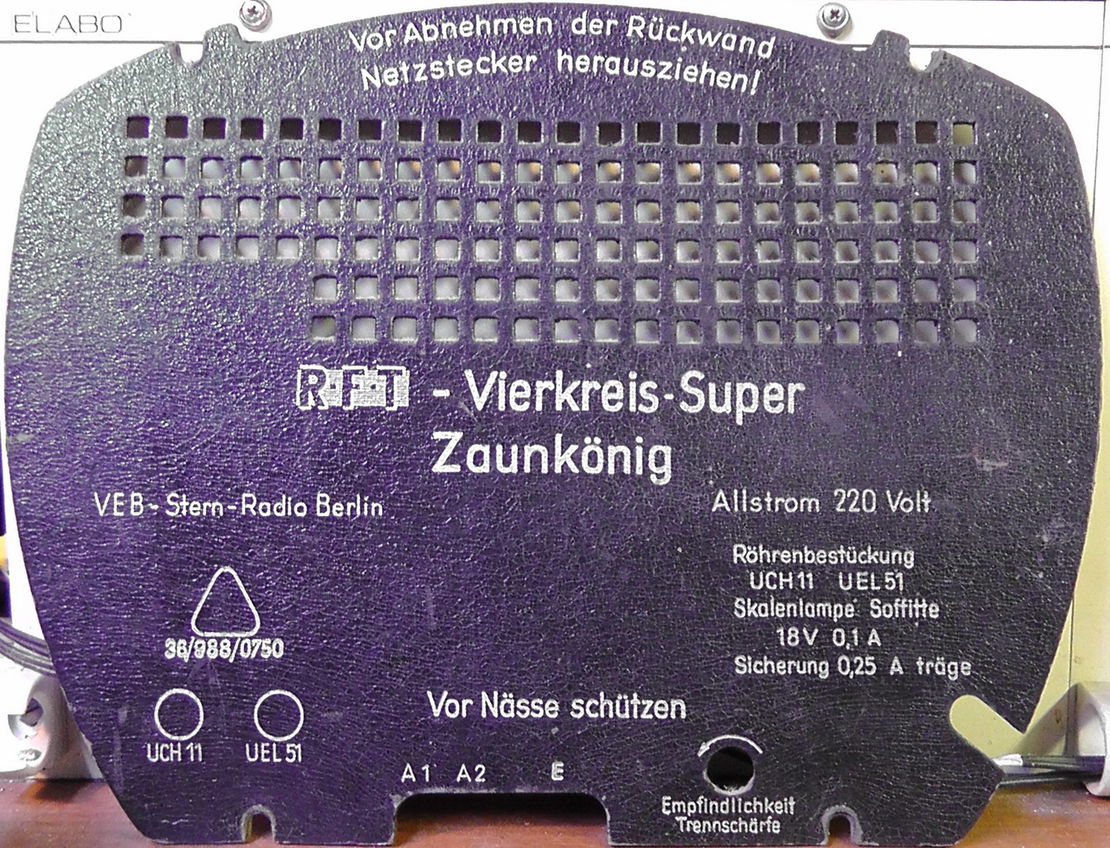 ELABO
Vor Abnehmen der Rückwand
Netzstecker herausziehen!
R·F·T - Vierkreis-Super
Zaunkönig
VEB - Stern-Radio Berlin
Allstrom 220 Volt
Röhrenbestückung
UCH 11 UEL 51
Skalenlampe Soffitte
18V 0,1 A
Sicherung 0,25 A träge
36/988/0750
UCH 11 UEL 51
Vor Nässe schützen
A1 A2 E
Empfindlichkeit
Trennschärfe